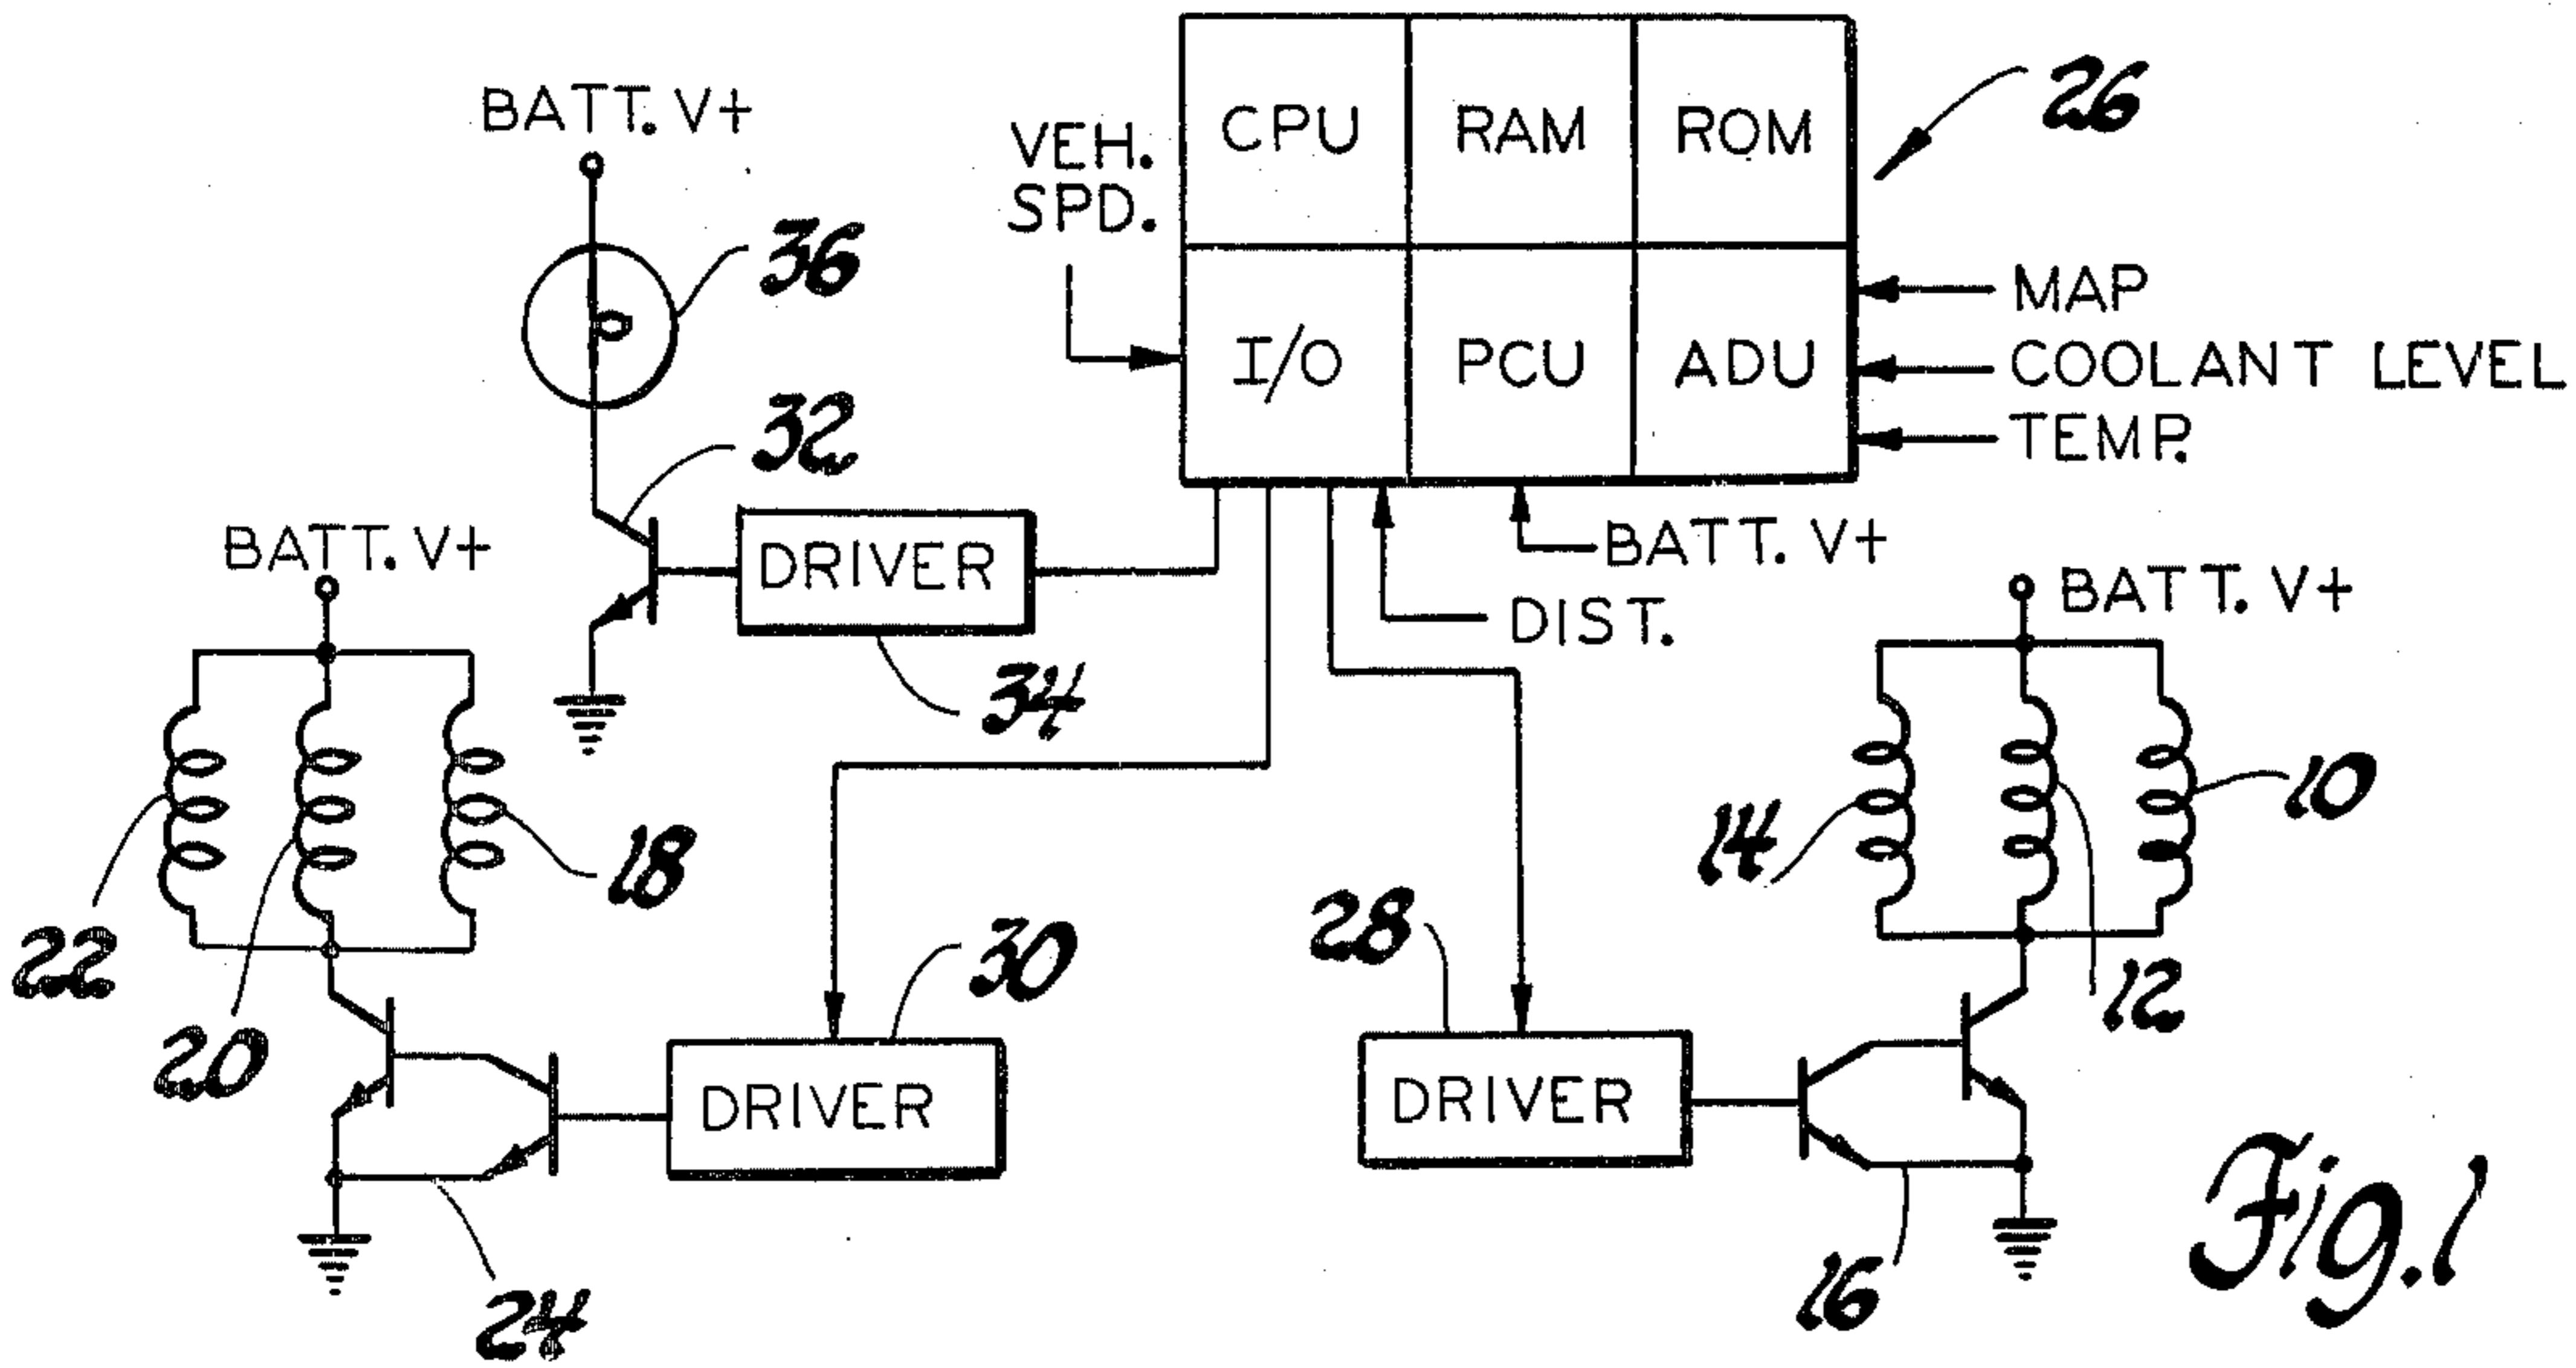 BATT. V+
CPU
RAM
ROM
26
VEH.
SPD.
36
MAP
I/O
PCU
ADU
COOLANT LEVEL
TEMP.
32
BATT. V+
DRIVER
BATT. V+
DIST.
BATT. V+
34
22
20
18
14
12
10
30
28
DRIVER
DRIVER
24
16
Fig. 1